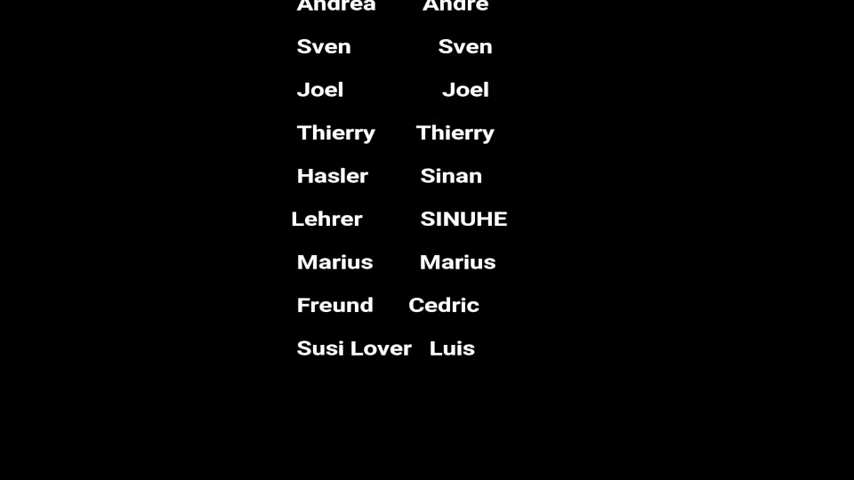 Andrea Andre
Sven Sven
Joel Joel
Thierry Thierry
Hasler Sinan
Lehrer SINUHE
Marius Marius
Freund Cedric
Susi Lover Luis